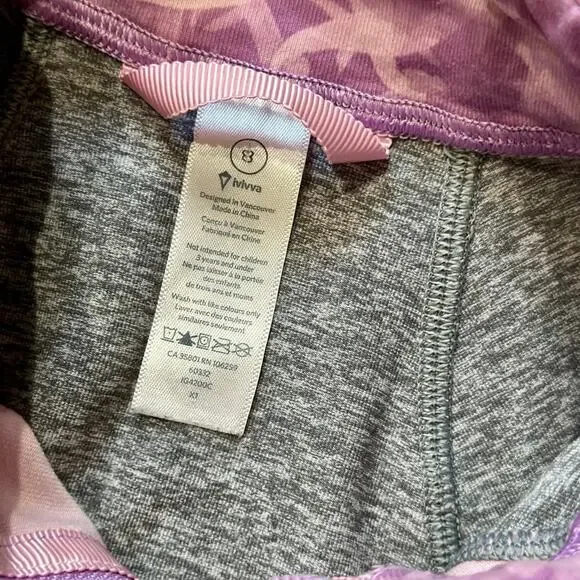 8
ivivva
Designed in Vancouver
Made in China
Conçu à Vancouver
Fabriqué en Chine
Not intended for children
3 years and under
Ne pas laisser à la portée
des enfants
de trois ans et moins
Wash with like colours only
Laver avec des couleurs
similaires seulement
CA 35801 RN 106259
60332
IG4200C
X1